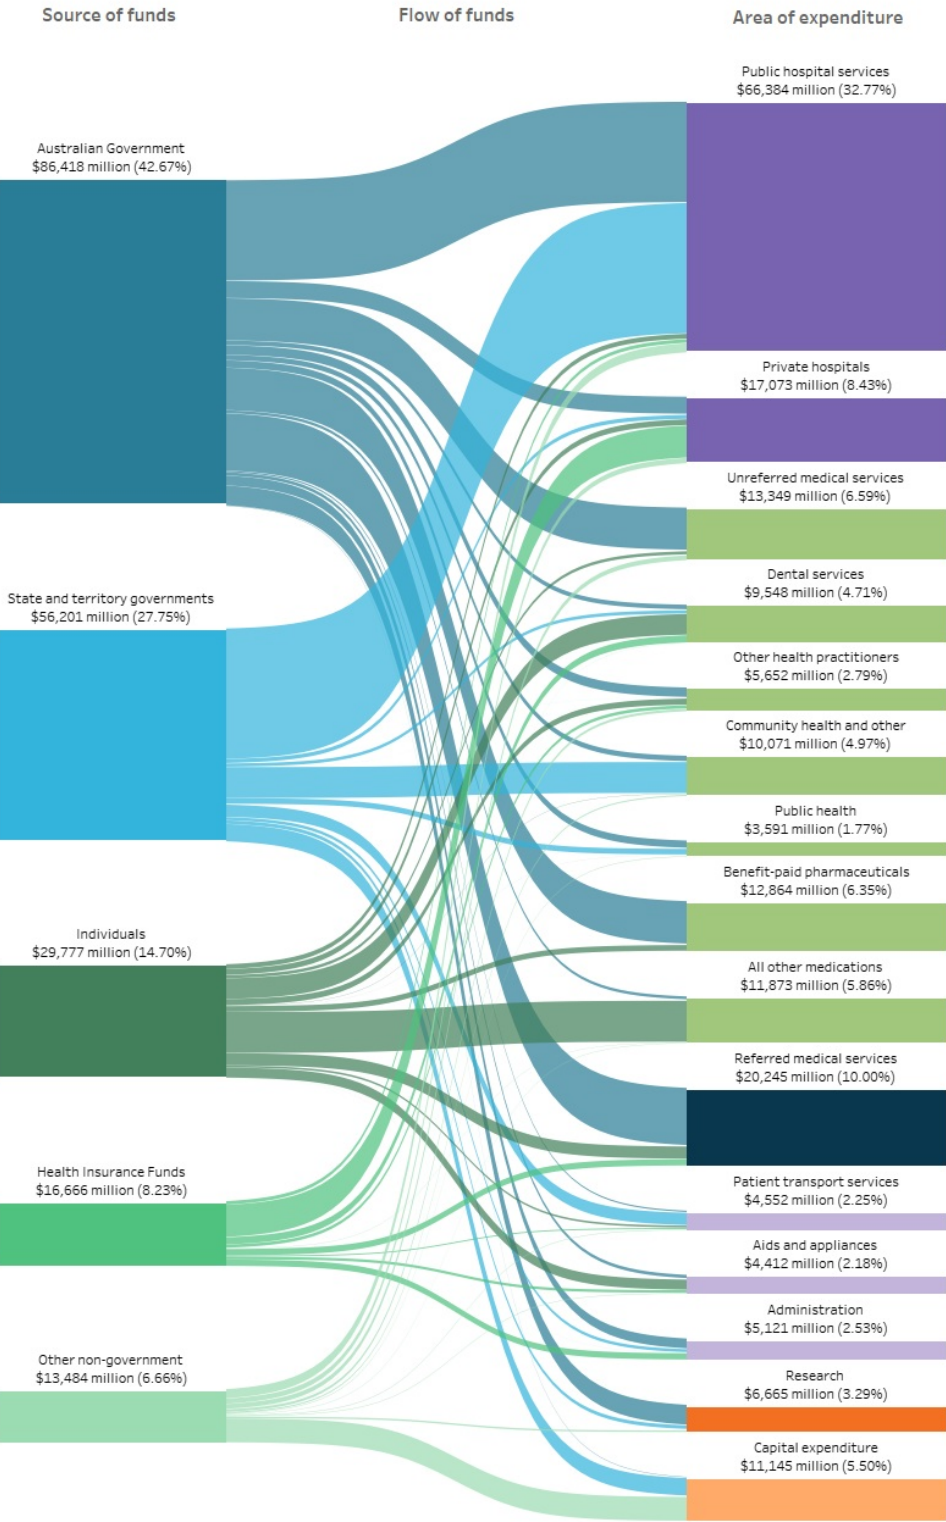 Source of funds
Flow of funds
Area of expenditure
Australian Government
$86,418 million (42.67%)
State and territory governments
$56,201 million (27.75%)
Individuals
$29,777 million (14.70%)
Health Insurance Funds
$16,666 million (8.23%)
Other non-government
$13,484 million (6.66%)
Public hospital services
$66,384 million (32.77%)
Private hospitals
$17,073 million (8.43%)
Unreferred medical services
$13,349 million (6.59%)
Dental services
$9,548 million (4.71%)
Other health practitioners
$5,652 million (2.79%)
Community health and other
$10,071 million (4.97%)
Public health
$3,591 million (1.77%)
Benefit-paid pharmaceuticals
$12,864 million (6.35%)
All other medications
$11,873 million (5.86%)
Referred medical services
$20,245 million (10.00%)
Patient transport services
$4,552 million (2.25%)
Aids and appliances
$4,412 million (2.18%)
Administration
$5,121 million (2.53%)
Research
$6,665 million (3.29%)
Capital expenditure
$11,145 million (5.50%)